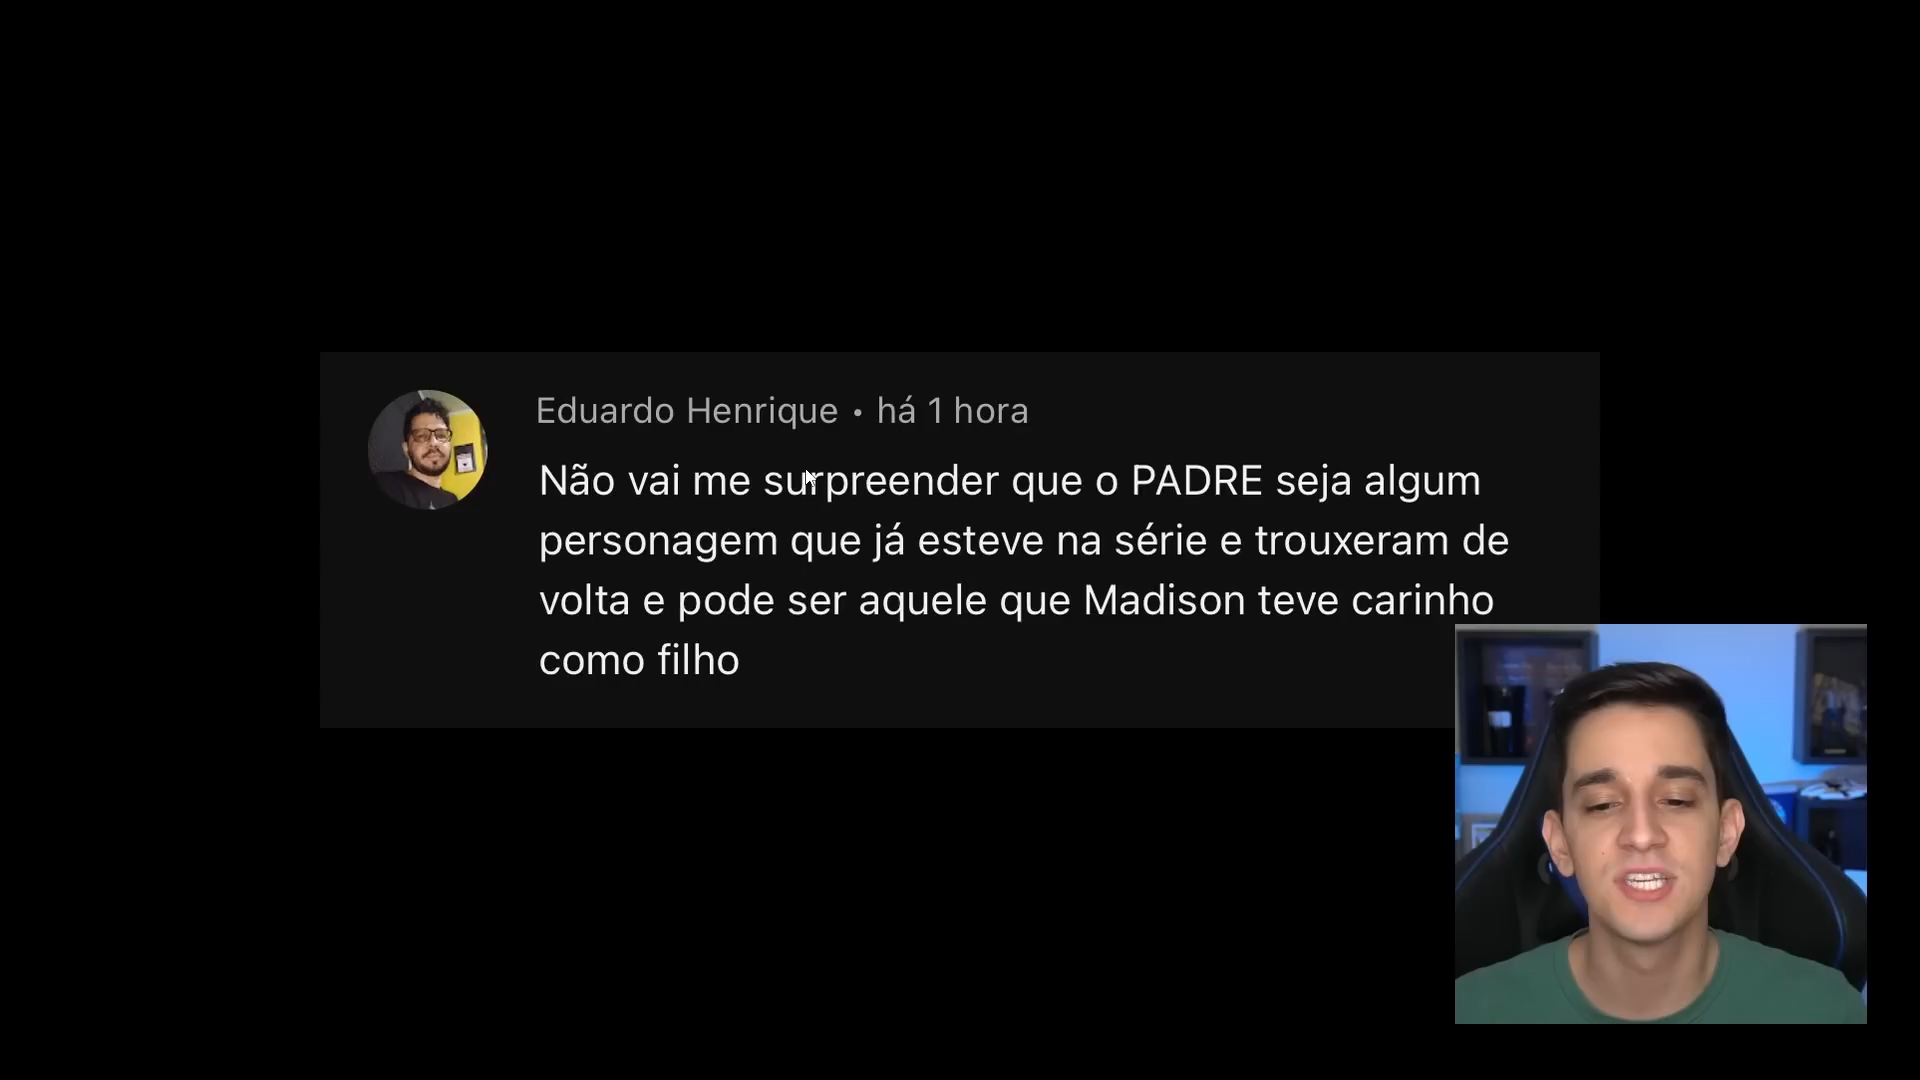 Eduardo Henrique • há 1 hora
Não vai me surpreender que o PADRE seja algum
personagem que já esteve na série e trouxeram de
volta e pode ser aquele que Madison teve carinho
como filho